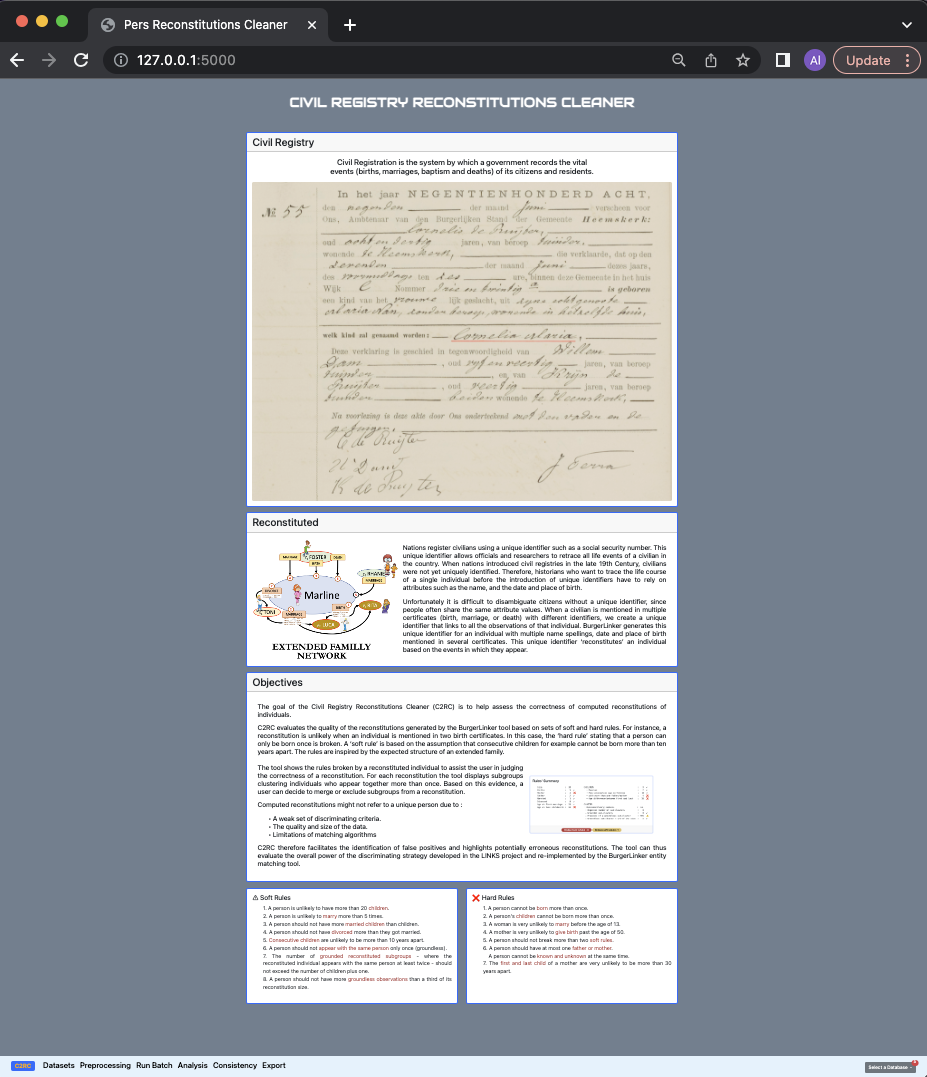 Pers Reconstitutions Cleaner
127.0.0.1:5000
AI
Update
CIVIL REGISTRY RECONSTITUTIONS CLEANER
Civil Registry
Civil Registration is the system by which a government records the vital
events (births, marriages, baptism and deaths) of its citizens and residents.
In het jaar NEGENTIENHONDERD ACHT,
№ 55
den negenden der maand Juni verscheen voor
Ons, Ambtenaar van den Burgerlijken Stand der Gemeente Heemskerk:
Cornelis de Ruijter,
oud acht en dertig jaren, van beroep tuinder,
wonende te Heemskerk, die verklaarde, dat op den
zevenden der maand Juni dezes jaars,
des voormiddags ten zes ure, binnen deze Gemeente in het huis
Wijk C Nommer drie en twintig a is geboren
een kind van het vrouwelijk geslacht, uit zijne echtgenoote
Maria Nan, zonder beroep, wonende in hetzelfde huis,
welk kind zal genaamd worden: Cornelia Maria,
Deze verklaring is geschied in tegenwoordigheid van Willem
Dam, oud vijf en veertig jaren, van beroep
tuinder, en van Krijn de
Ruijter, oud veertig jaren, van beroep
tuinder, beiden wonende te Heemskerk,
Na voorlezing is deze akte door Ons onderteekend met den vader en de
getuigen.
C de Ruijter
W Dam
K de Ruijter
Reconstituted
FOSTER
BIRTH
DEATH
RHANE
MARRIAGE
DIVORCE
Marline
TONI
MARRIAGE
BIRTH
LUCA
EXTENDED FAMILLY
NETWORK
Nations register civilians using a unique identifier such as a social security number. This
unique identifier allows officials and researchers to retrace all life events of a civilian in
the country. When nations introduced civil registries in the late 19th Century, civilians
were not yet uniquely identified. Therefore, historians who want to trace the life course
of a single individual before the introduction of unique identifiers have to rely on
attributes such as the name, and the date and place of birth.
Unfortunately it is difficult to disambiguate citizens without a unique identifier, since
people often share the same attribute values. When a civilian is mentioned in multiple
certificates (birth, marriage, or death) with different identifiers, we create a unique
identifier that links to all the observations of that individual. BurgerLinker generates this
unique identifier for an individual with multiple name spellings, date and place of birth
mentioned in several certificates. This unique identifier 'reconstitutes' an individual
based on the events in which they appear.
Objectives
The goal of the Civil Registry Reconstitutions Cleaner (C2RC) is to help assess the correctness of computed reconstitutions of
individuals.
C2RC evaluates the quality of the reconstitutions generated by the BurgerLinker tool based on sets of soft and hard rules. For instance, a
reconstitution is unlikely when an individual is mentioned in two birth certificates. In this case, the 'hard rule' stating that a person can
only be born once is broken. A 'soft rule' is based on the assumption that consecutive children for example cannot be born more than ten
years apart. The rules are inspired by the expected structure of an extended family.
The tool shows the rules broken by a reconstituted individual to assist the user in judging
the correctness of a reconstitution. For each reconstitution the tool displays subgroups
clustering individuals who appear together more than once. Based on this evidence, a
user can decide to merge or exclude subgroups from a reconstitution.
Rules Summary
Computed reconstitutions might not refer to a unique person due to :
• A weak set of discriminating criteria.
• The quality and size of the data.
• Limitations of matching algorithms
C2RC therefore facilitates the identification of false positives and highlights potentially erroneous reconstitutions. The tool can thus
evaluate the overall power of the discriminating strategy developed in the LINKS project and re-implemented by the BurgerLinker entity
matching tool.
⚠ Soft Rules
1. A person is unlikely to have more than 20 children.
2. A person is unlikely to marry more than 5 times.
3. A person should not have more married children than children.
4. A person should not have divorced more than they got married.
5. Consecutive children are unlikely to be more than 10 years apart.
6. A person should not appear with the same person only once (groundless).
7. The number of grounded reconstituted subgroups - where the
reconstituted individual appears with the same person at least twice - should
not exceed the number of children plus one.
8. A person should not have more groundless observations than a third of its
reconstitution size.
❌ Hard Rules
1. A person cannot be born more than once.
2. A person's children cannot be born more than once.
3. A woman is very unlikely to marry before the age of 13.
4. A mother is very unlikely to give birth past the age of 50.
5. A person should not break more than two soft rules.
6. A person should have at most one father or mother.
A person cannot be known and unknown at the same time.
7. The first and last child of a mother are very unlikely to be more than 30
years apart.
C2RC Datasets Preprocessing Run Batch Analysis Consistency Export
Select a Database